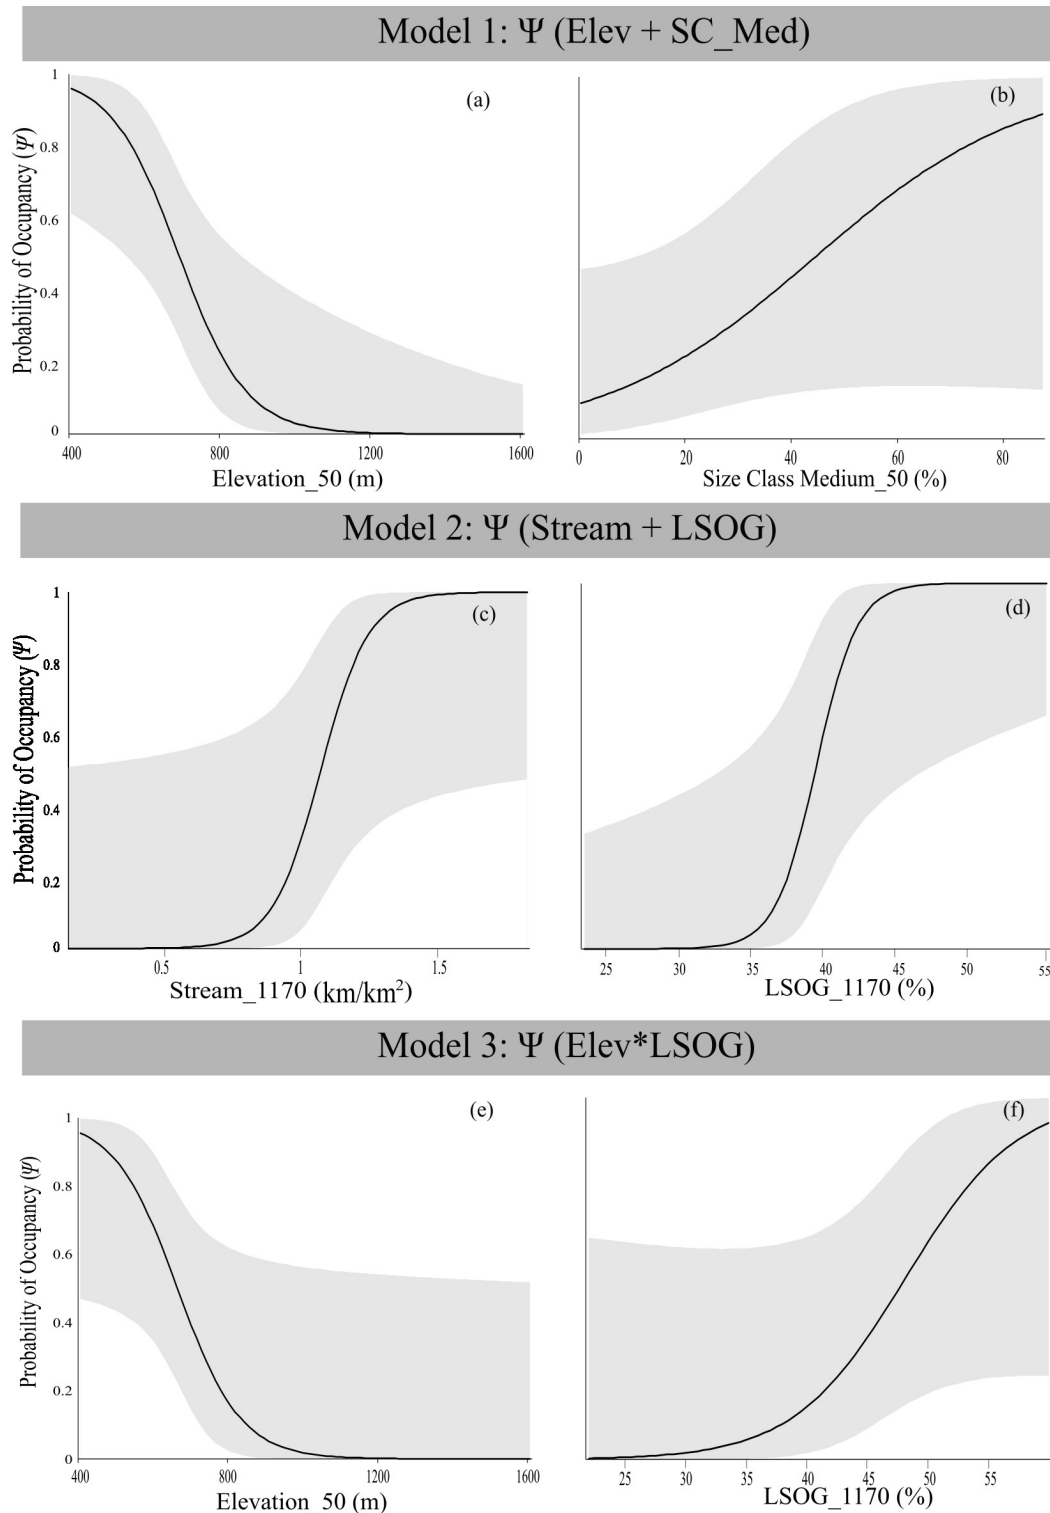 Model 1: Ψ (Elev + SC_Med)
(a)
(b)
Probability of Occupancy (Ψ)
1
0.8
0.6
0.4
0.2
0
400 800 1200 1600
Elevation_50 (m)
0 20 40 60 80
Size Class Medium_50 (%)
Model 2: Ψ (Stream + LSOG)
(c)
(d)
Probability of Occupancy (Ψ)
1
0.8
0.6
0.4
0.2
0
0.5 1 1.5
Stream_1170 (km/km²)
25 30 35 40 45 50 55
LSOG_1170 (%)
Model 3: Ψ (Elev*LSOG)
(e)
(f)
Probability of Occupancy (Ψ)
1
0.8
0.6
0.4
0.2
0
400 800 1200 1600
Elevation_50 (m)
25 30 35 40 45 50 55
LSOG_1170 (%)